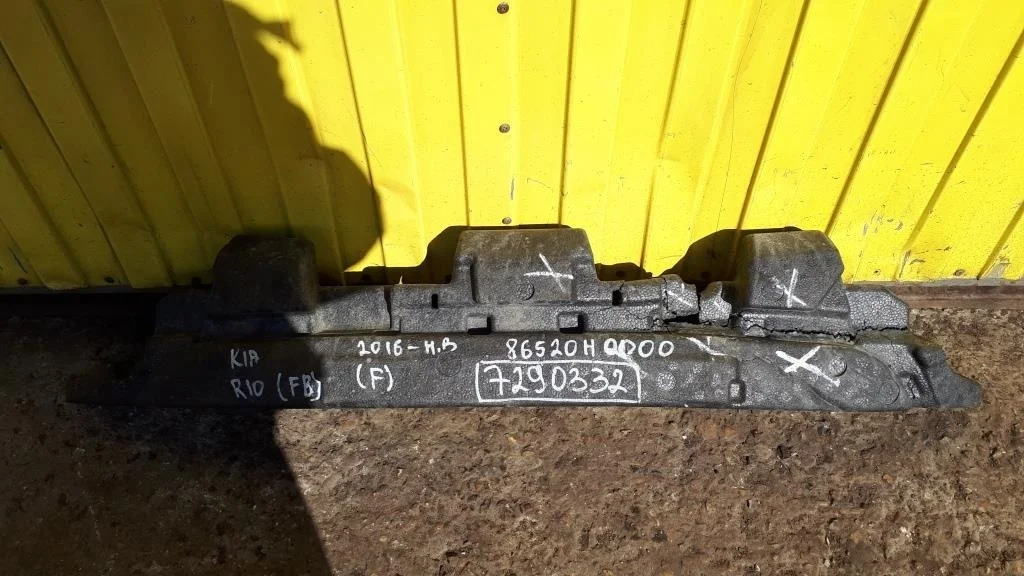 KIA
RIO (FB)
2016 - Н.В
(F)
86520H0000
7290332